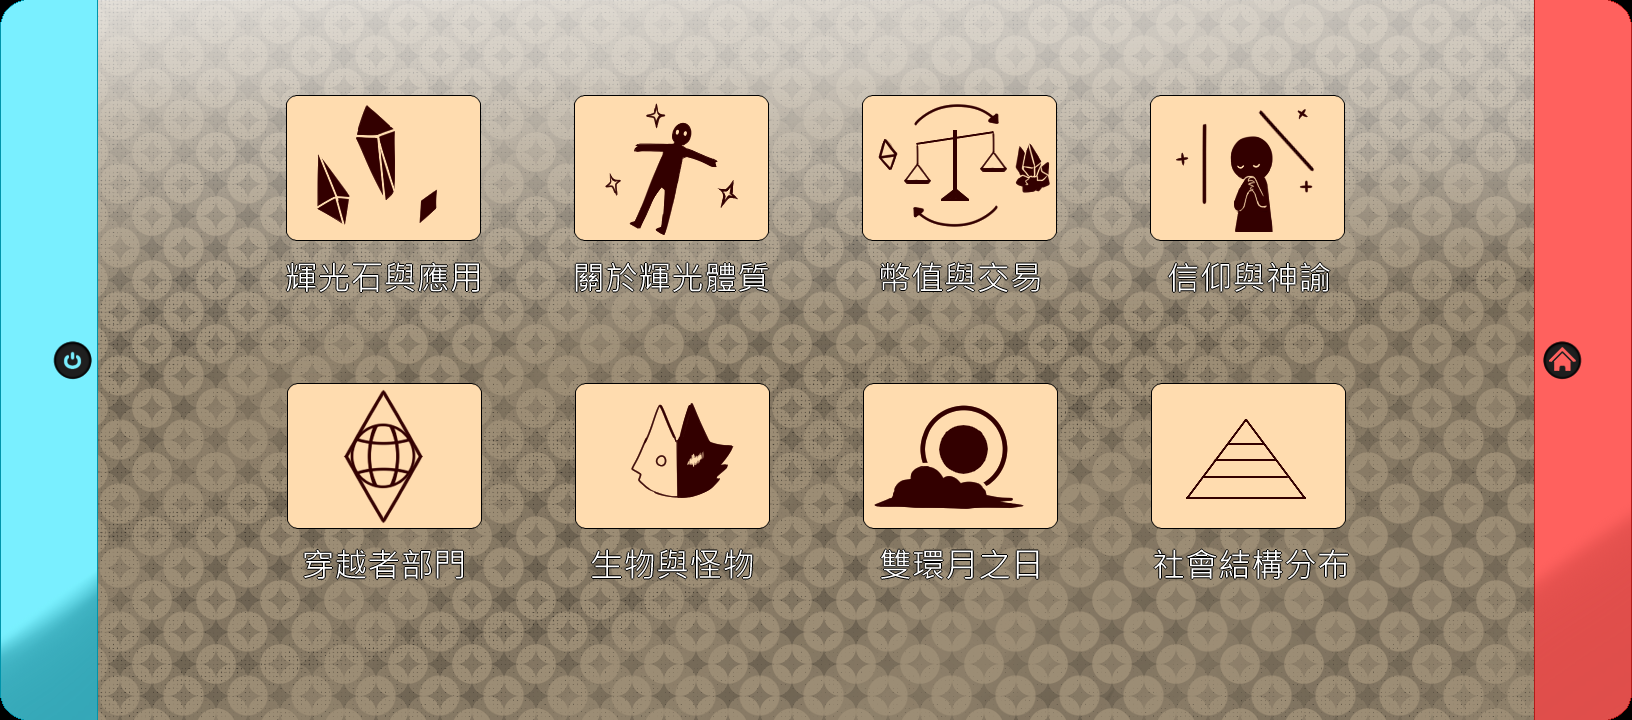 輝光石與應用
關於輝光體質
幣值與交易
信仰與神諭
穿越者部門
生物與怪物
雙環月之日
社會結構分布